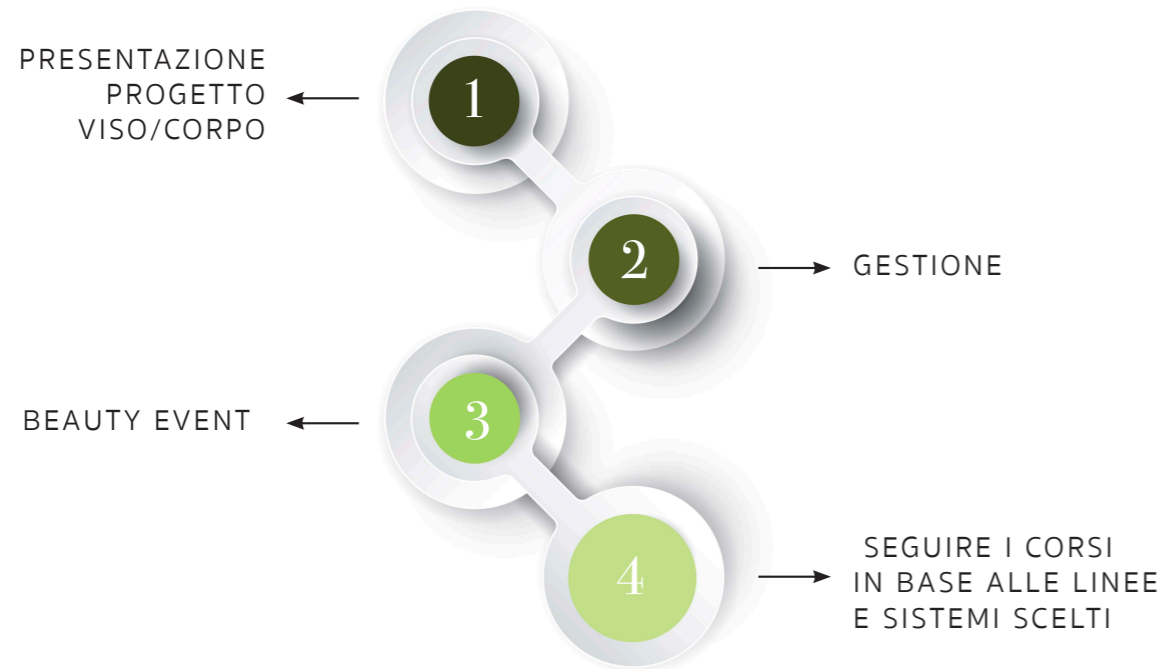 PRESENTAZIONE
PROGETTO
VISO/CORPO
1
2
GESTIONE
BEAUTY EVENT
3
4
SEGUIRE I CORSI
IN BASE ALLE LINEE
E SISTEMI SCELTI